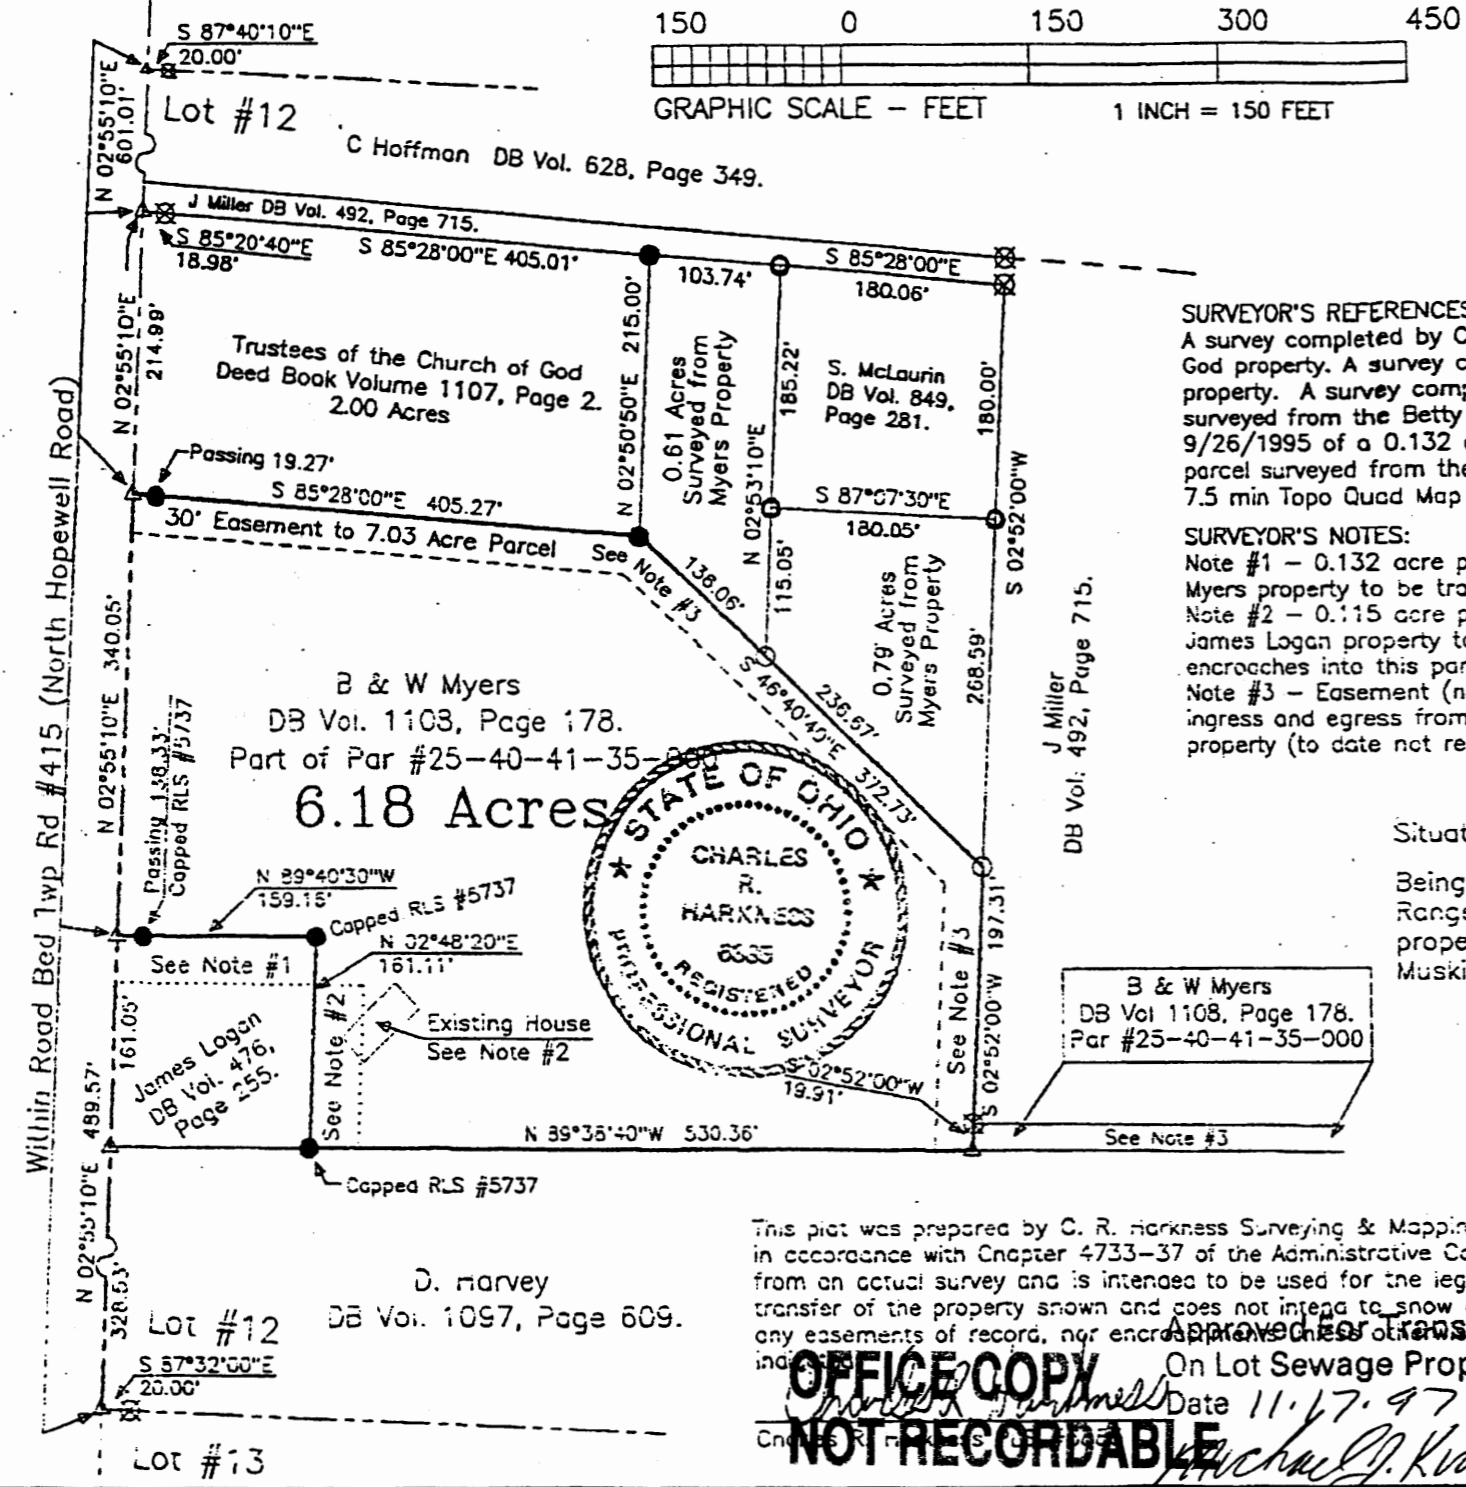 150 0 150 300 450
GRAPHIC SCALE – FEET 1 INCH = 150 FEET
S 87°40'10"E
20.00'
N 02°55'10"E
601.01'
Lot #12
C Hoffman DB Vol. 628, Page 349.
J Miller DB Vol. 492, Page 715.
S 85°20'40"E
18.98'
S 85°28'00"E 405.01'
103.74'
S 85°28'00"E
180.06'
N 02°55'10"E
214.99'
Trustees of the Church of God
Deed Book Volume 1107, Page 2.
2.00 Acres
N 02°50'50"E 215.00'
0.61 Acres
Surveyed from
Myers Property
N 02°53'10"E
185.22'
115.05'
S. McLaurin
DB Vol. 849,
Page 281.
180.00'
S 02°52'00"W
268.59'
S 87°07'30"E
180.05'
Passing 19.27'
S 85°28'00"E 405.27'
30' Easement to 7.03 Acre Parcel
See Note #3
136.06'
236.67'
S 46°40'40"E 372.73'
0.79 Acres
Surveyed from
Myers Property
J Miller
DB Vol. 492, Page 715.
SURVEYOR'S REFERENCES
A survey completed by C
God property. A survey c
property. A survey comp
surveyed from the Betty
9/26/1995 of a 0.132
parcel surveyed from the
7.5 min Topo Quad Map
SURVEYOR'S NOTES:
Note #1 – 0.132 acre p
Myers property to be tra
Note #2 – 0.115 acre p
James Logan property to
encroaches into this par
Note #3 – Easement (n
ingress and egress from
property (to date not re
Within Road Bed Twp Rd #415 (North Hopewell Road)
N 02°55'10"E 340.05'
Passing 138.33'
Capped RLS #5737
B & W Myers
DB Vol. 1108, Page 178.
Part of Par #25–40–41–35–000
6.18 Acres
STATE OF OHIO
CHARLES
R.
HARKNESS
6535
REGISTERED
PROFESSIONAL SURVEYOR
N 89°40'30"W
159.16'
Capped RLS #5737
N 02°48'20"E
161.11'
See Note #1
See Note #2
Existing House
See Note #2
James Logan
DB Vol. 476,
Page 255.
161.05'
489.57'
See Note #3
S 02°52'00"W 197.31'
S 02°52'00"W
19.91'
B & W Myers
DB Vol 1108, Page 178.
Par #25–40–41–35–000
See Note #3
Situat
Being
Range
prope
Muski
N 89°36'40"W 530.36'
Capped RLS #5737
N 02°55'10"E
328.53'
D. Harvey
DB Vol. 1097, Page 609.
Lot #12
S 87°32'00"E
20.00'
Lot #13
This plat was prepared by C. R. Harkness Surveying & Mappin
in accordance with Chapter 4733–37 of the Administrative Co
from an actual survey and is intended to be used for the leg
transfer of the property shown and does not intend to show
any easements of record, nor encroachments unless otherwis
indicated.
Approved For Trans
On Lot Sewage Prop
Date 11.17.97
OFFICE COPY
NOT RECORDABLE
Charles R Harkness
Charles R. Harkness
Michael J.